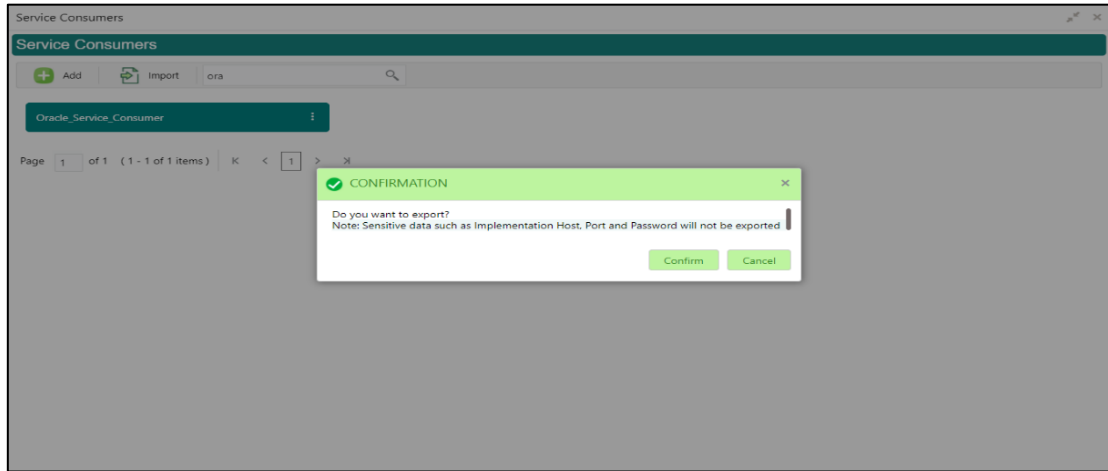 Service Consumers
Service Consumers
Add Import ora
Oracle_Service_Consumer
Page 1 of 1 (1 - 1 of 1 items) K < 1 > >|
CONFIRMATION
Do you want to export?
Note: Sensitive data such as Implementation Host, Port and Password will not be exported
Confirm Cancel